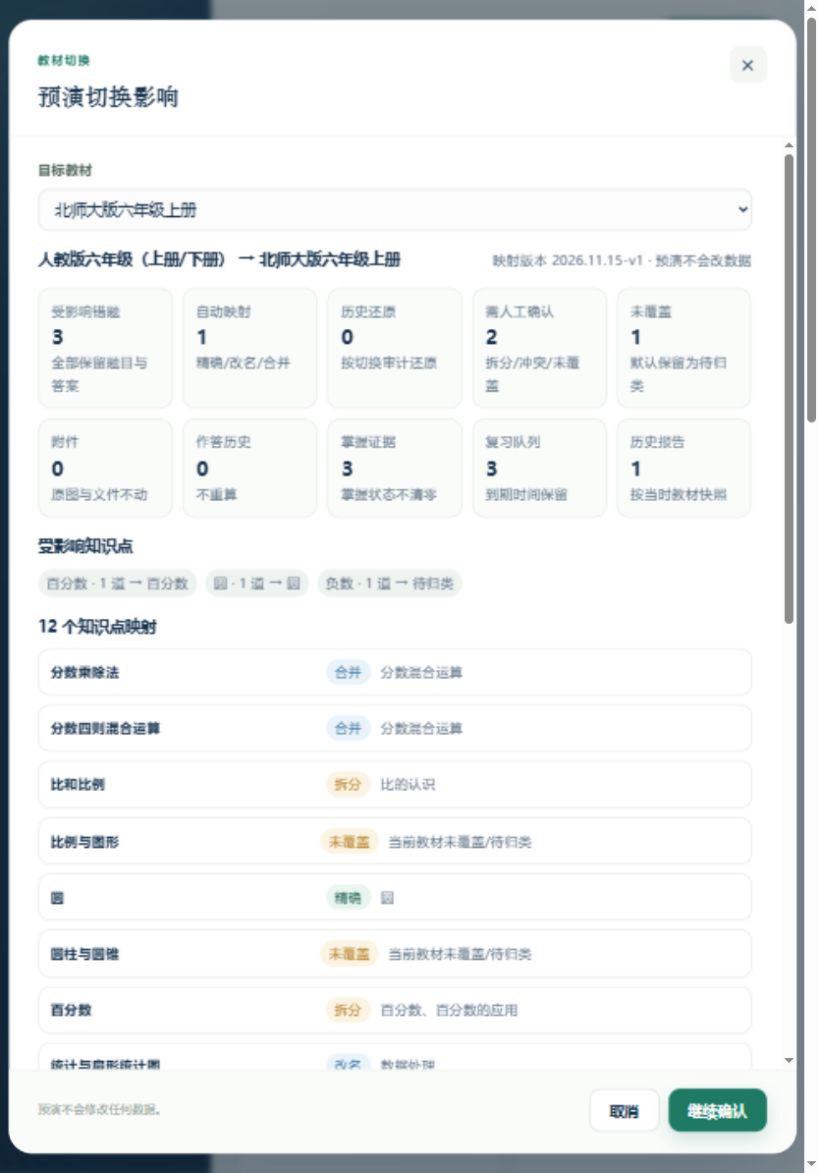 教材切换
预演切换影响
×
目标教材
北师大版六年级上册
人教版六年级（上册/下册） → 北师大版六年级上册
映射版本 2026.11.15-v1 · 预演不会改数据
受影响错题
3
全部保留题目与
答案
自动映射
1
精确/改名/合并
历史还原
0
按切换审计还原
需人工确认
2
拆分/冲突/未覆
盖
未覆盖
1
默认保留为待归
类
附件
0
原图与文件不动
作答历史
0
不重算
掌握证据
3
掌握状态不清零
复习队列
3
到期时间保留
历史报告
1
按当时教材快照
受影响知识点
百分数 · 1 道 → 百分数
圆 · 1 道 → 圆
负数 · 1 道 → 待归类
12 个知识点映射
分数乘除法 合并 分数混合运算
分数四则混合运算 合并 分数混合运算
比和比例 拆分 比的认识
比例与图形 未覆盖 当前教材未覆盖/待归类
圆 精确 圆
圆柱与圆锥 未覆盖 当前教材未覆盖/待归类
百分数 拆分 百分数、百分数的应用
统计与扇形统计图 改名 数据处理
预演不会修改任何数据。
取消
继续确认